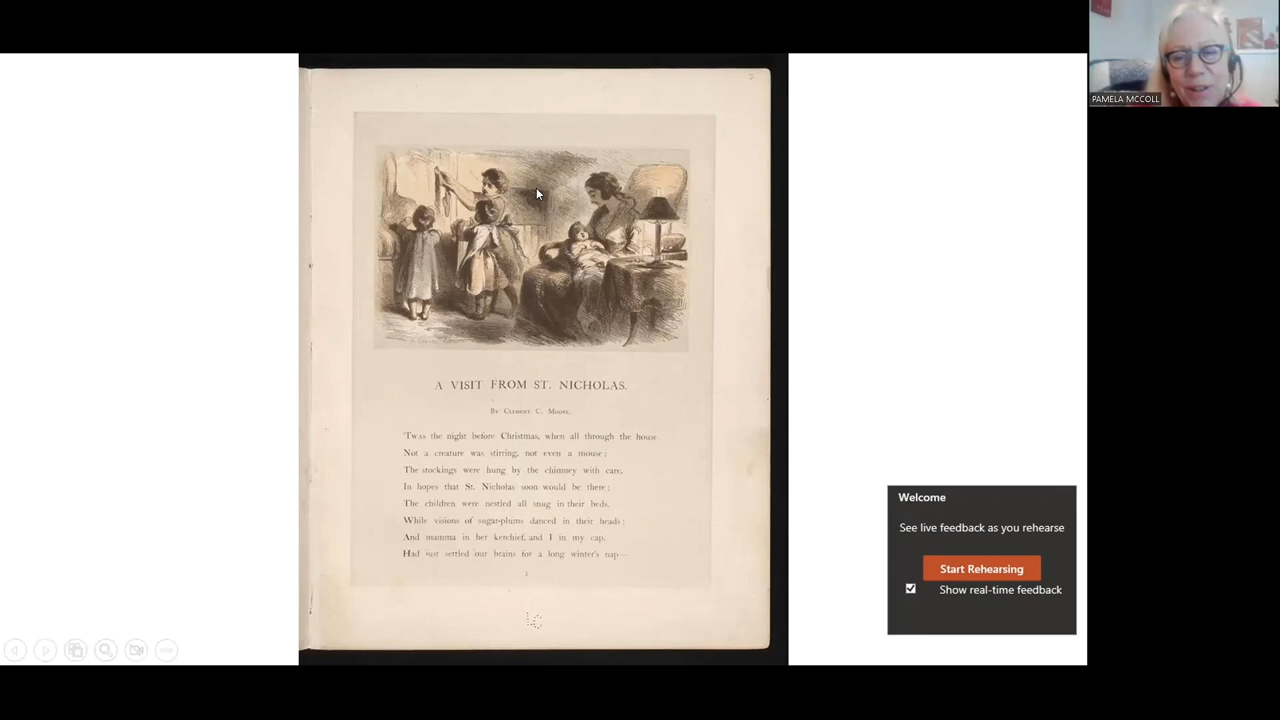 PAMELA MCCOLL
A VISIT FROM ST. NICHOLAS.
By Clement C. Moore.
'Twas the night before Christmas, when all through the house
Not a creature was stirring, not even a mouse;
The stockings were hung by the chimney with care,
In hopes that St. Nicholas soon would be there;
The children were nestled all snug in their beds,
While visions of sugar-plums danced in their heads;
And mamma in her kerchief, and I in my cap,
Had just settled our brains for a long winter's nap—
2
Welcome
See live feedback as you rehearse
Start Rehearsing
Show real-time feedback